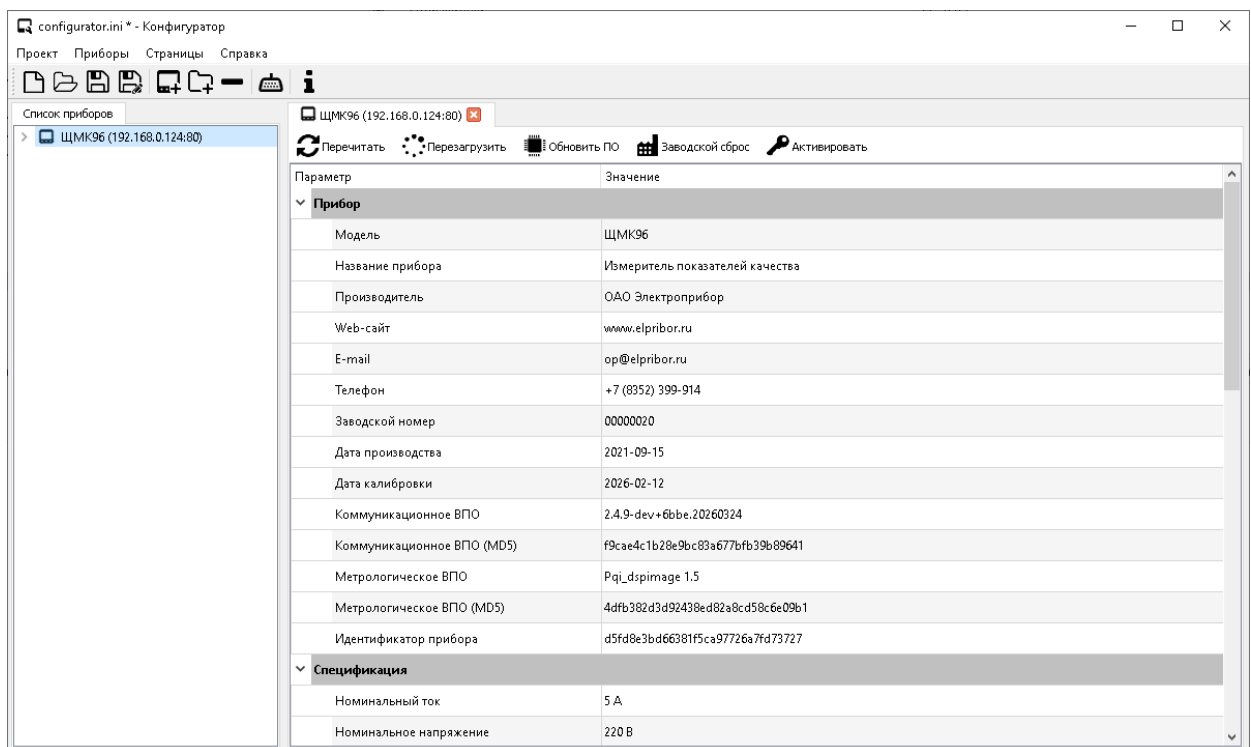 configurator.ini * - Конфигуратор
Проект Приборы Страницы Справка
Список приборов
ЩМК96 (192.168.0.124:80)
ЩМК96 (192.168.0.124:80)
Перечитать Перезагрузить Обновить ПО Заводской сброс Активировать
Параметр Значение
Прибор
Модель ЩМК96
Название прибора Измеритель показателей качества
Производитель ОАО Электроприбор
Web-сайт www.elpribor.ru
E-mail op@elpribor.ru
Телефон +7 (8352) 399-914
Заводской номер 00000020
Дата производства 2021-09-15
Дата калибровки 2026-02-12
Коммуникационное ВПО 2.4.9-dev+6bbe.20260324
Коммуникационное ВПО (MD5) f9cae4c1b28e9bc83a677bfb39b89641
Метрологическое ВПО Pqi_dspimage 1.5
Метрологическое ВПО (MD5) 4dfb382d3d92438ed82a8cd58c6e09b1
Идентификатор прибора d5fd8e3bd66381f5ca97726a7fd73727
Спецификация
Номинальный ток 5 А
Номинальное напряжение 220 В